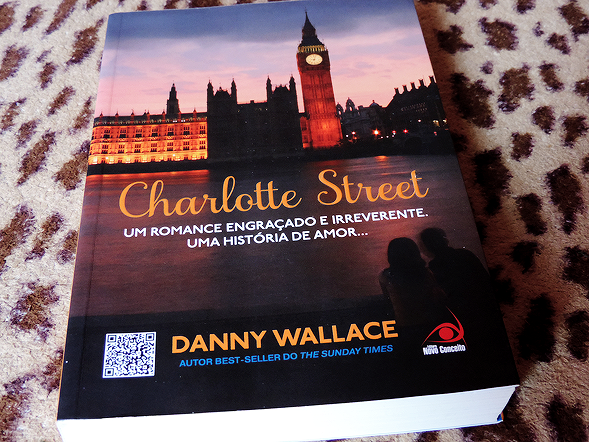 Charlotte Street
UM ROMANCE ENGRAÇADO E IRREVERENTE.
UMA HISTÓRIA DE AMOR...
DANNY WALLACE
AUTOR BEST-SELLER DO THE SUNDAY TIMES
Novo Conceito